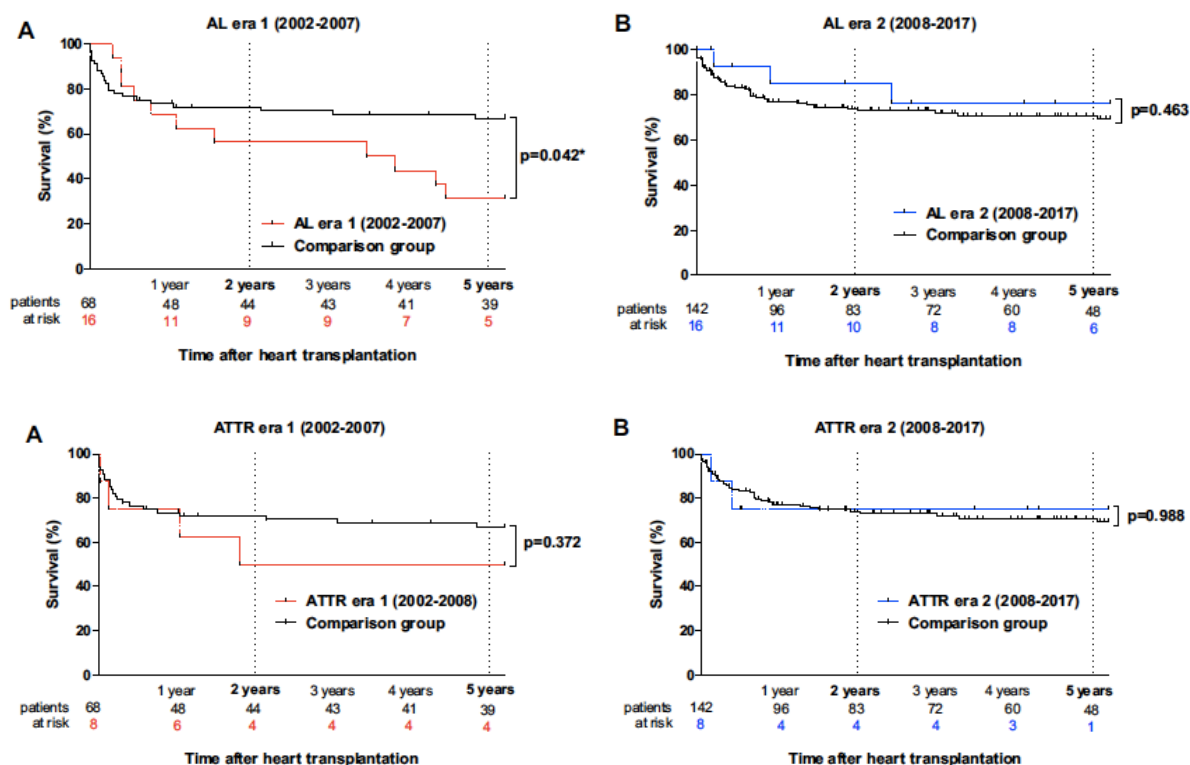 A
AL era 1 (2002-2007)
100
80
60
40
20
0
Survival (%)
p=0.042*
AL era 1 (2002-2007)
Comparison group
1 year 2 years 3 years 4 years 5 years
patients 68 48 44 43 41 39
at risk 16 11 9 9 7 5
Time after heart transplantation
B
AL era 2 (2008-2017)
100
80
60
40
20
0
Survival (%)
p=0.463
AL era 2 (2008-2017)
Comparison group
1 year 2 years 3 years 4 years 5 years
patients 142 96 83 72 60 48
at risk 16 11 10 8 8 6
Time after heart transplantation
A
ATTR era 1 (2002-2007)
100
80
60
40
20
0
Survival (%)
p=0.372
ATTR era 1 (2002-2008)
Comparison group
1 year 2 years 3 years 4 years 5 years
patients 68 48 44 43 41 39
at risk 8 6 4 4 4 4
Time after heart transplantation
B
ATTR era 2 (2008-2017)
100
80
60
40
20
0
Survival (%)
p=0.988
ATTR era 2 (2008-2017)
Comparison group
1 year 2 years 3 years 4 years 5 years
patients 142 96 83 72 60 48
at risk 8 4 4 4 3 1
Time after heart transplantation